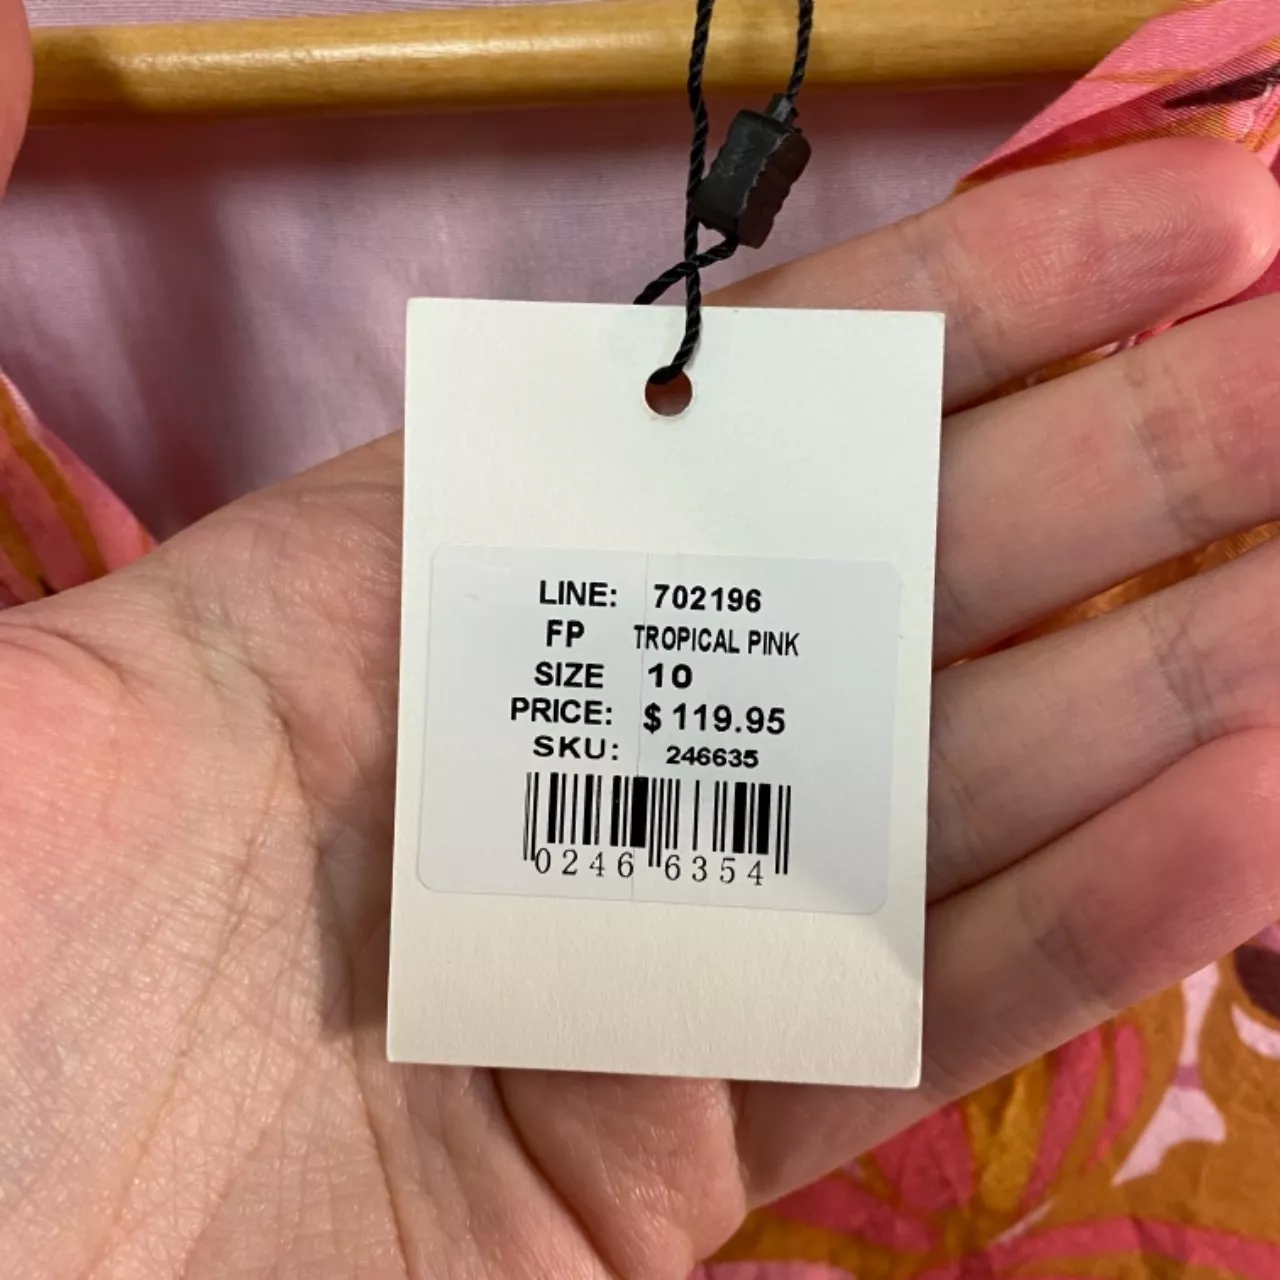 LINE: 702196
FP TROPICAL PINK
SIZE 10
PRICE: $ 119.95
SKU: 246635
0246 6354